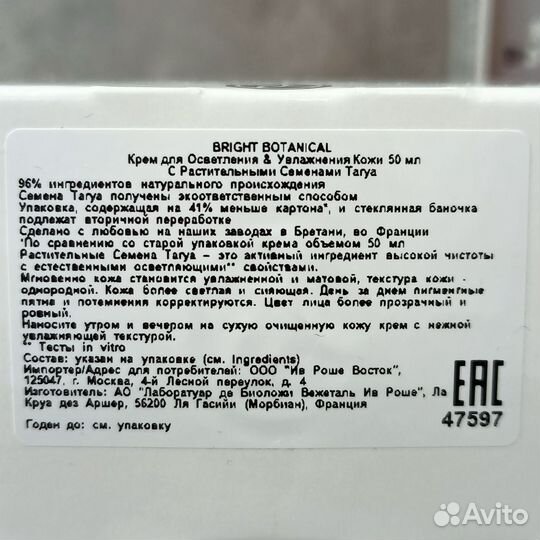 BRIGHT BOTANICAL
Крем для Осветления & Увлажнения Кожи 50 мл
С Растительными Семенами Tarya
96% ингредиентов натурального происхождения
Семена Tarya получены экоответственным способом
Упаковка, содержащая на 41% меньше картона*, и стеклянная баночка
подлежат вторичной переработке
Сделано с любовью на наших заводах в Бретани, во Франции
*По сравнению со старой упаковкой крема объемом 50 мл
Растительные Семена Tarya – это активный ингредиент высокой чистоты
с естественными осветляющими** свойствами.
Мгновенно кожа становится увлажненной и матовой, текстура кожи -
однородной. Кожа более светлая и сияющая. День за днем пигментные
пятна и потемнения корректируются. Цвет лица более прозрачный и
ровный.
Наносите утром и вечером на сухую очищенную кожу крем с нежной
увлажняющей текстурой.
** Тесты in vitro
Состав: указан на упаковке (см. Ingredients)
Импортер/Адрес для потребителей: ООО "Ив Роше Восток",
125047, г. Москва, 4-й Лесной переулок, д. 4
Изготовитель: АО "Лаборатуар де Биоложи Вежеталь Ив Роше", Ла
Круа дез Аршер, 56200 Ля Гасийи (Морбиан), Франция
EAC
47597
Годен до: см. упаковку
Avito